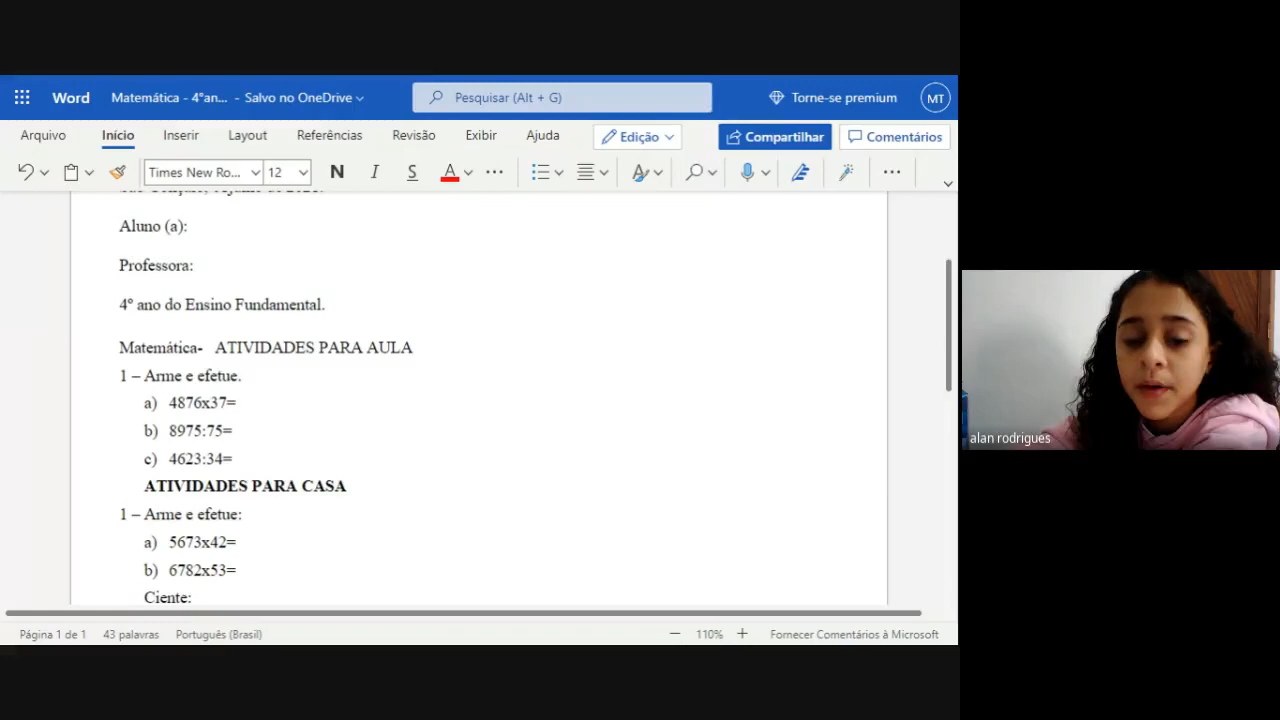 Word Matemática - 4°an... - Salvo no OneDrive Pesquisar (Alt + G) Torne-se premium MT
Arquivo Início Inserir Layout Referências Revisão Exibir Ajuda Edição Compartilhar Comentários
Times New Ro... 12 N I S A ...
Aluno (a):
Professora:
4º ano do Ensino Fundamental.
Matemática- ATIVIDADES PARA AULA
1 – Arme e efetue.
a) 4876x37=
b) 8975:75=
c) 4623:34=
ATIVIDADES PARA CASA
1 – Arme e efetue:
a) 5673x42=
b) 6782x53=
Ciente:
alan rodrigues
Página 1 de 1 43 palavras Português (Brasil) 110% Fornecer Comentários à Microsoft